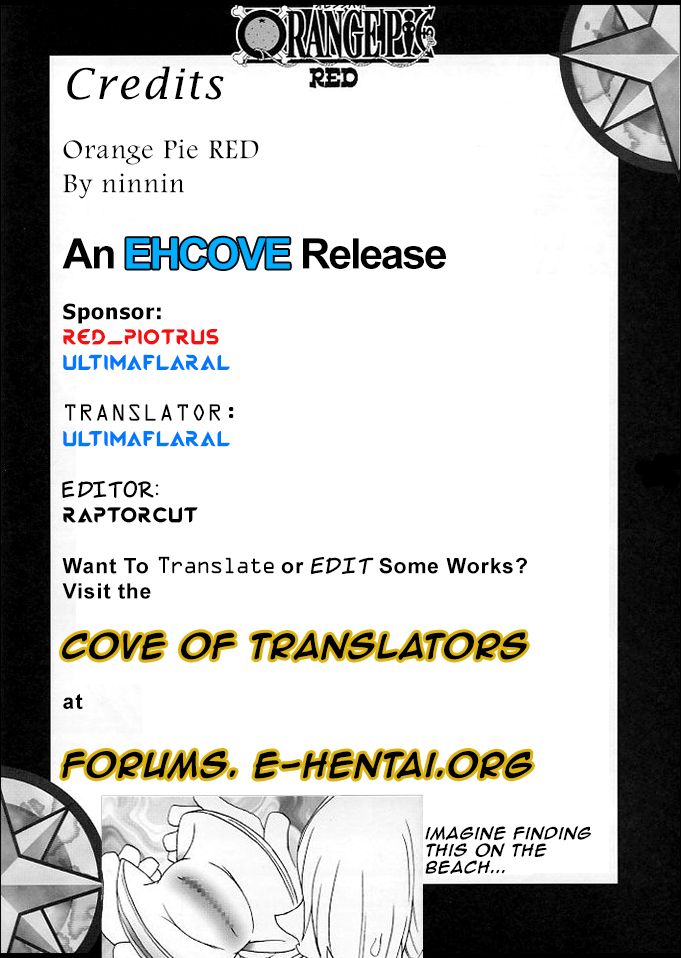 ORANGEPIE
RED
Credits
Orange Pie RED
By ninnin
An EHCOVE Release
Sponsor:
RED_PIOTRUS
ULTIMAFLARAL
TRANSLATOR:
ULTIMAFLARAL
EDITOR:
RAPTORCUT
Want To Translate or EDIT Some Works?
Visit the
COVE OF TRANSLATORS
at
FORUMS. E-HENTAI.ORG
IMAGINE FINDING
THIS ON THE
BEACH...